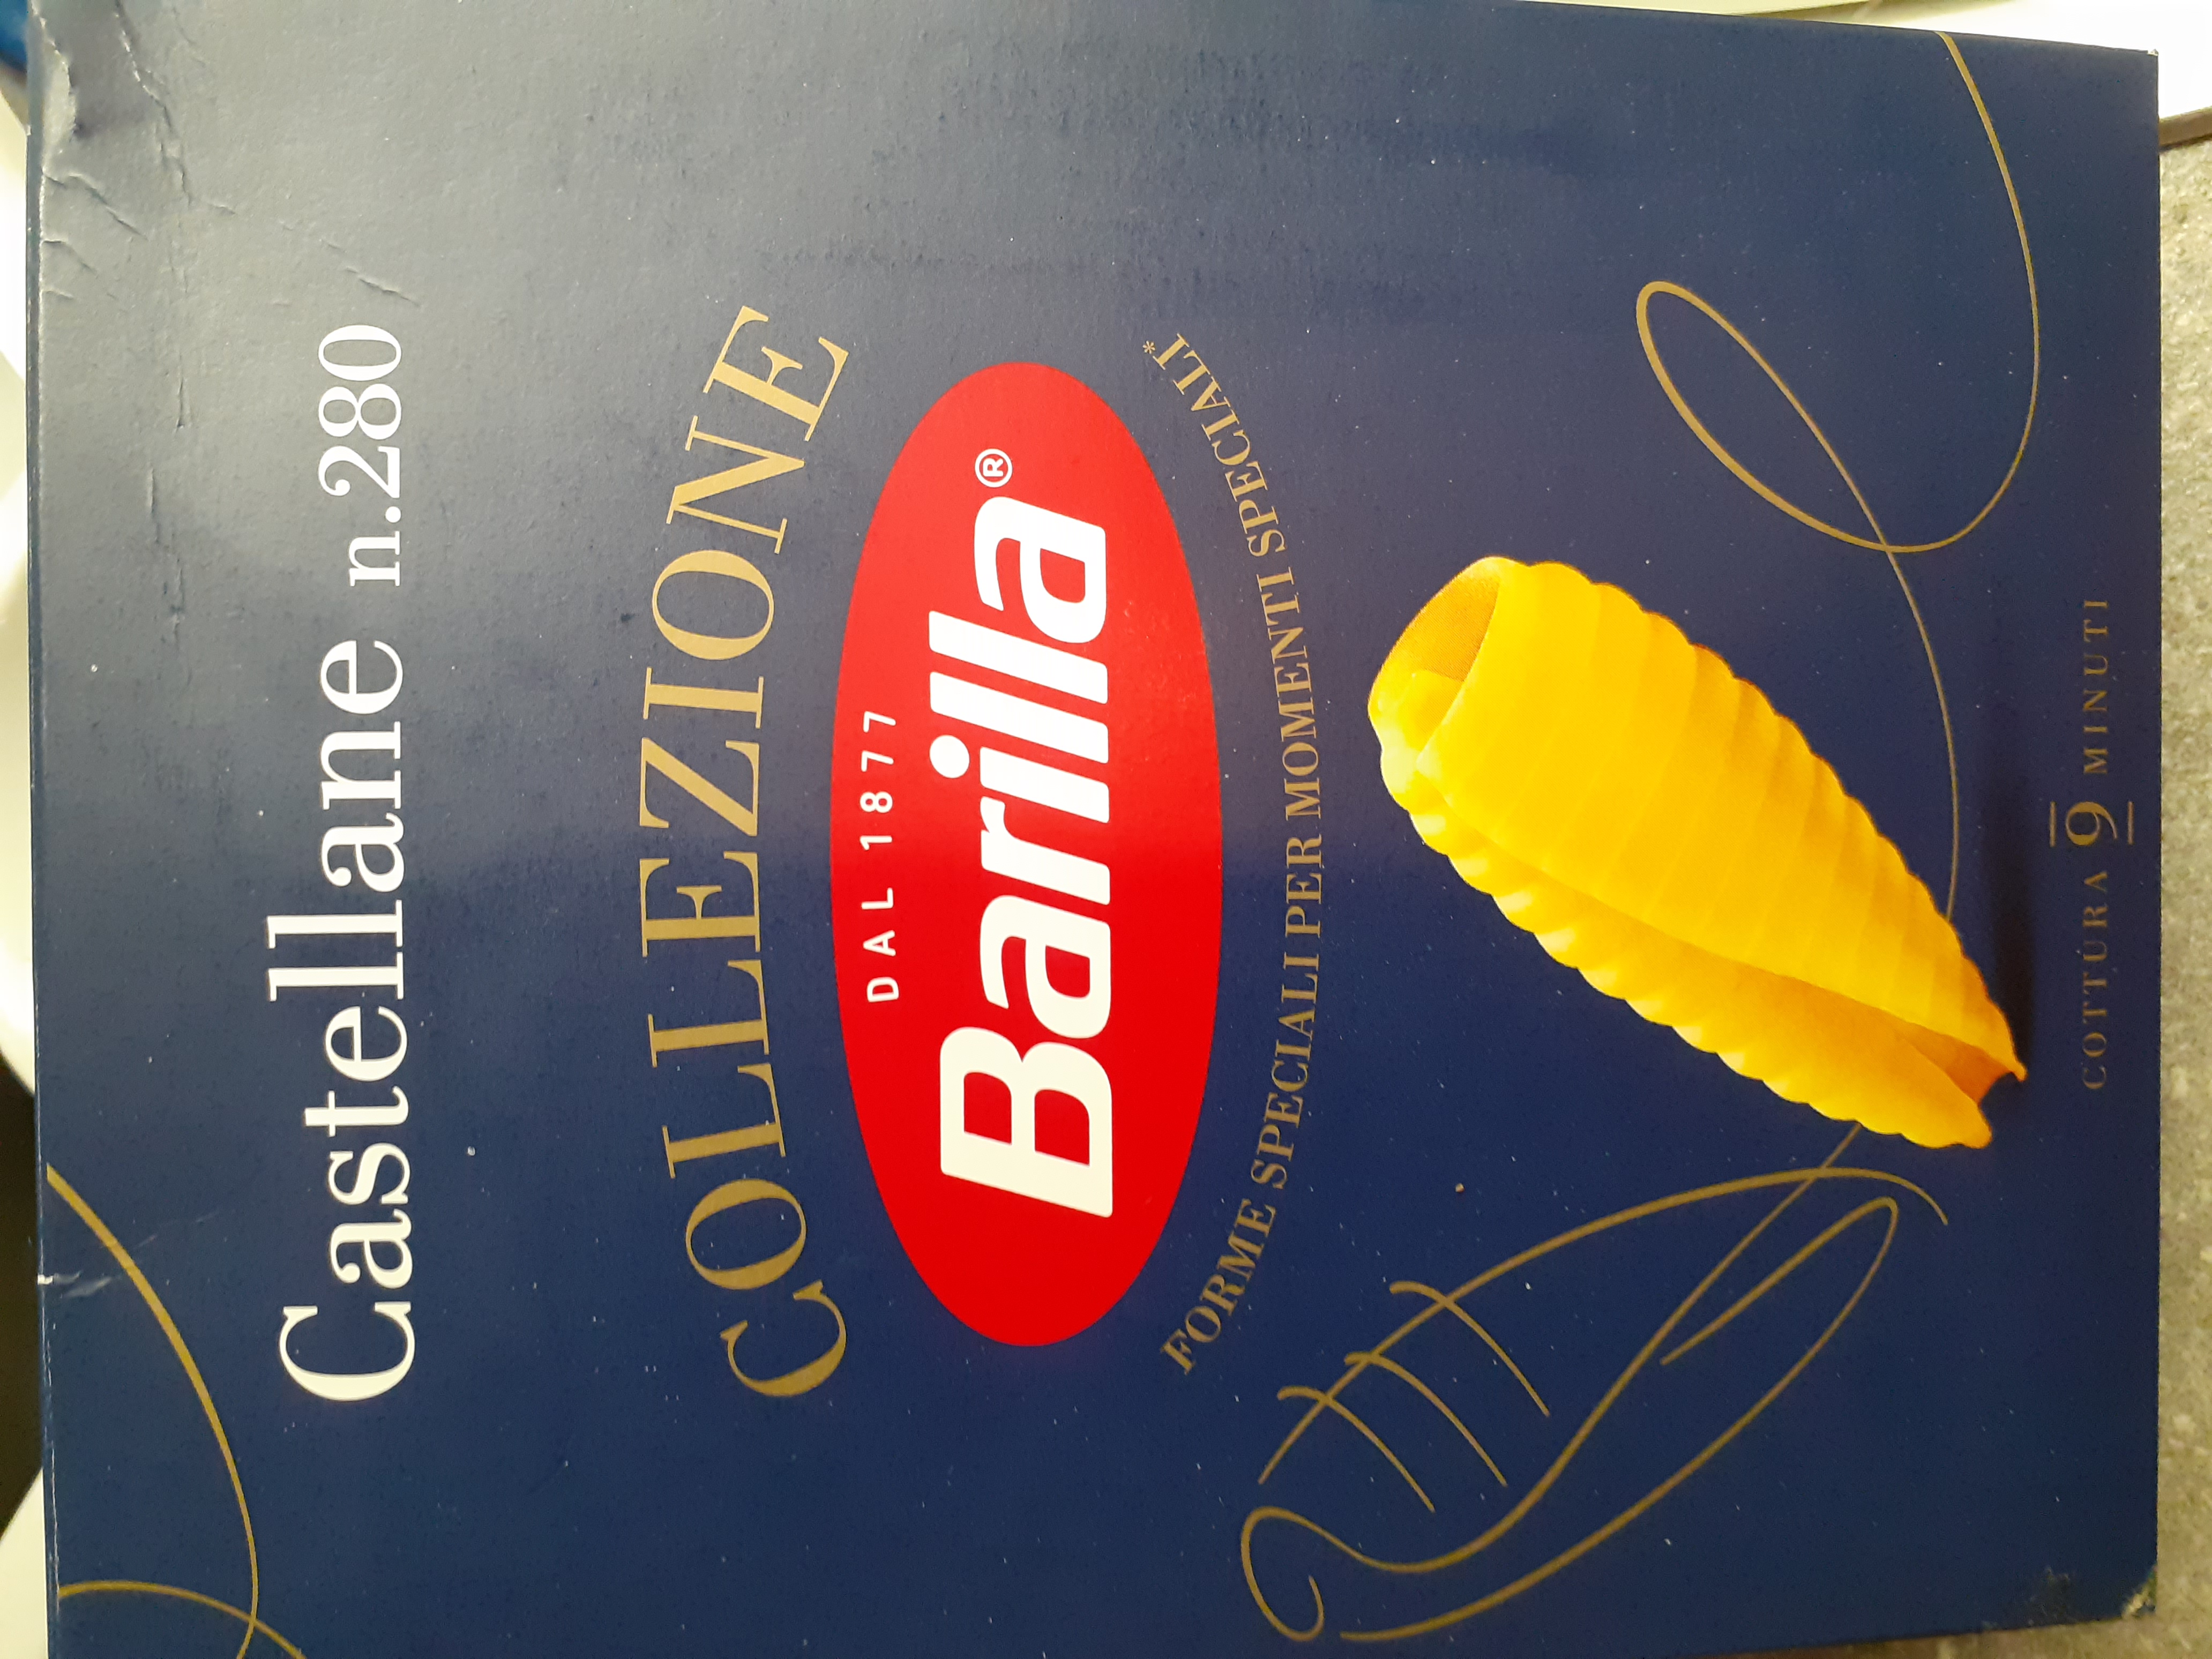 Castellane n.280
COLLEZIONE
DAL 1877
Barilla®
FORME SPECIALI PER MOMENTI SPECIALI*
COTTURA 9 MINUTI